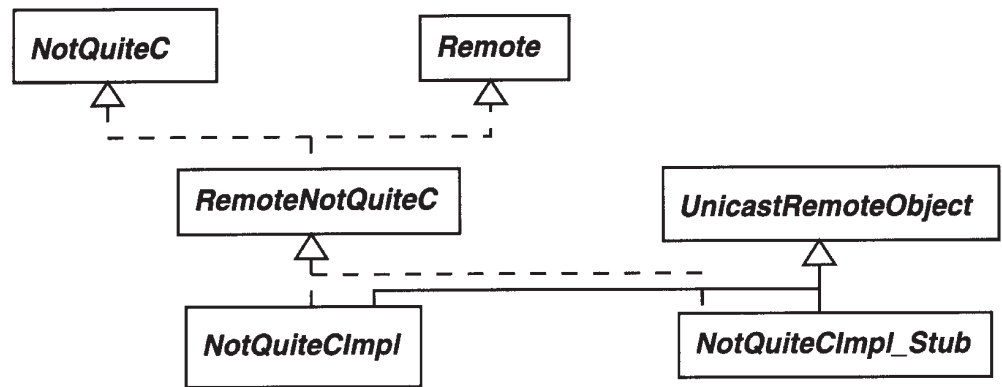 NotQuiteC
Remote
RemoteNotQuiteC
UnicastRemoteObject
NotQuiteCImpl
NotQuiteCImpl_Stub